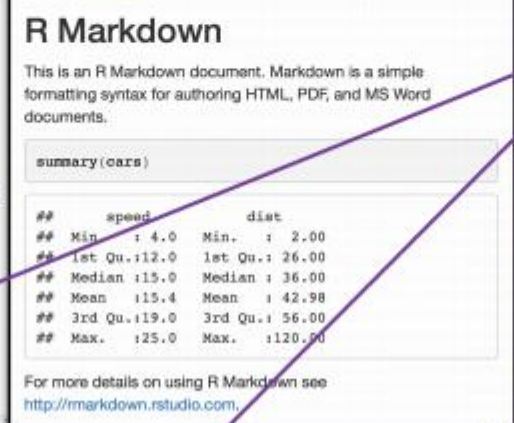 R Markdown
This is an R Markdown document. Markdown is a simple
formatting syntax for authoring HTML, PDF, and MS Word
documents.
summary(cars)
##      speed           dist
##  Min.   : 4.0   Min.   :  2.00
##  1st Qu.:12.0   1st Qu.: 26.00
##  Median :15.0   Median : 36.00
##  Mean   :15.4   Mean   : 42.98
##  3rd Qu.:19.0   3rd Qu.: 56.00
##  Max.   :25.0   Max.   :120.00
For more details on using R Markdown see
http://rmarkdown.rstudio.com.